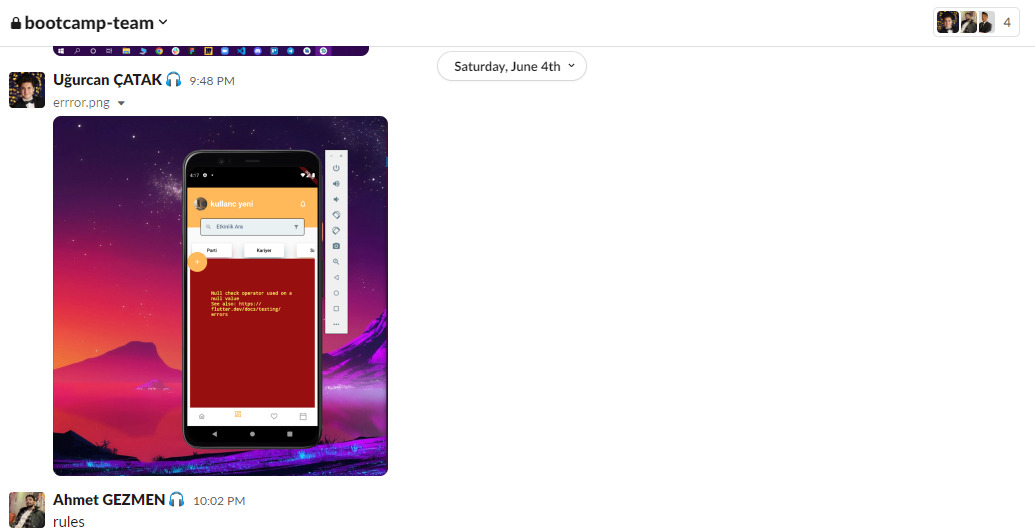 bootcamp-team
4
Saturday, June 4th
Uğurcan ÇATAK 9:48 PM
errror.png
4:17
kullanc yeni
Etkinlik Ara
Parti Kariyer
Null check operator used on a
null value
See also: https://
flutter.dev/docs/testing/
errors
Ahmet GEZMEN 10:02 PM
rules